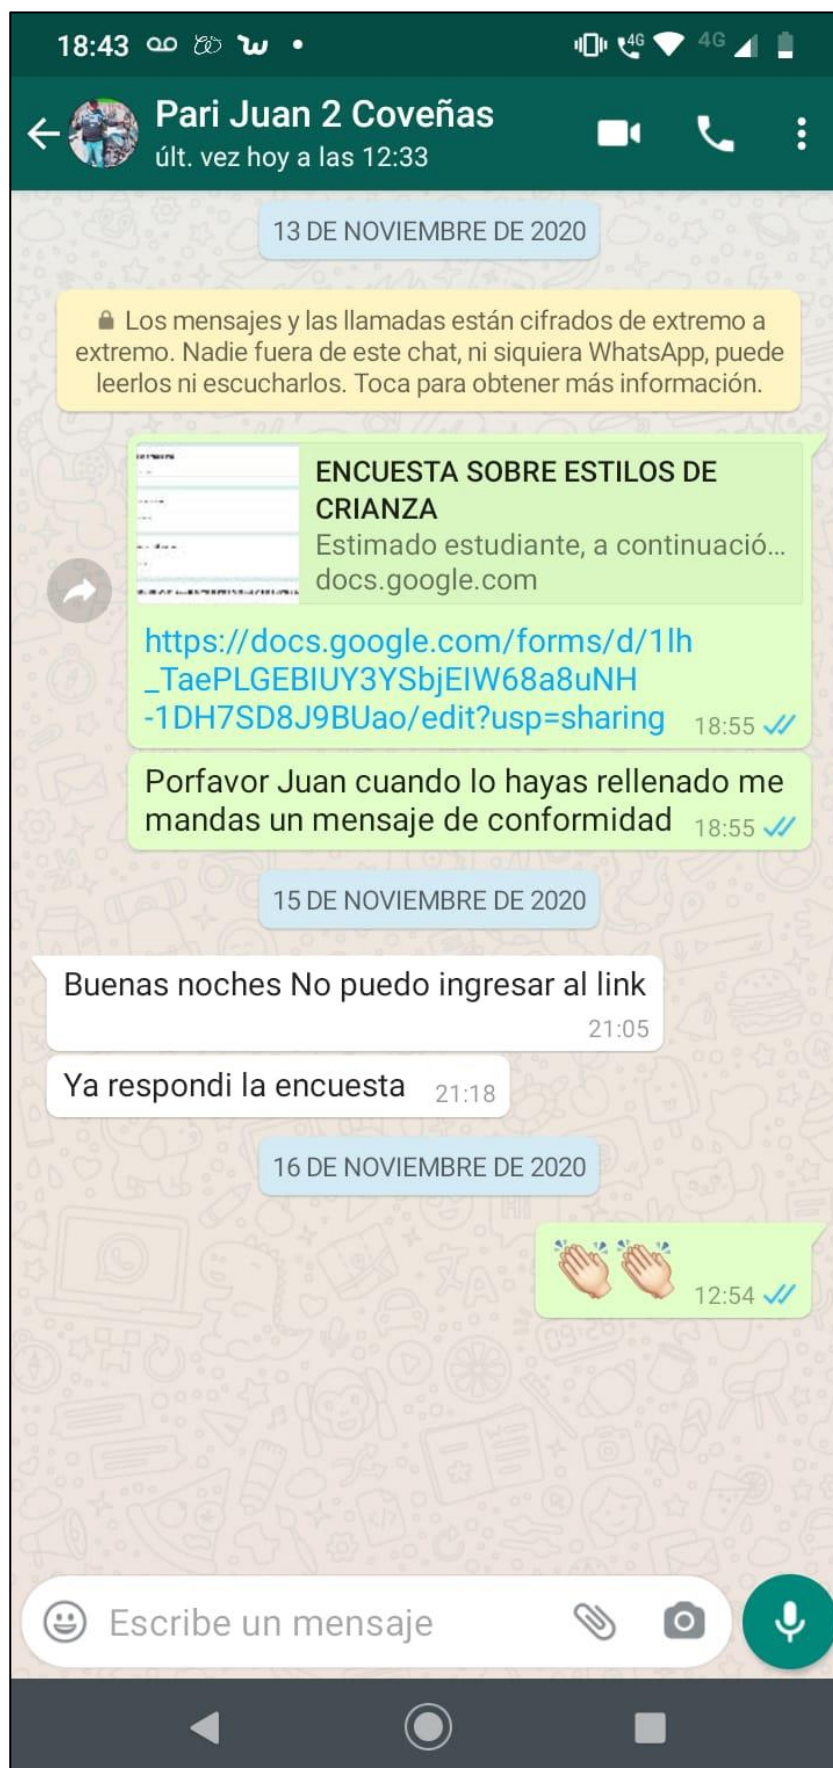 18:43
4G
4G
Pari Juan 2 Coveñas
últ. vez hoy a las 12:33
13 DE NOVIEMBRE DE 2020
Los mensajes y las llamadas están cifrados de extremo a
extremo. Nadie fuera de este chat, ni siquiera WhatsApp, puede
leerlos ni escucharlos. Toca para obtener más información.
ENCUESTA SOBRE ESTILOS DE
CRIANZA
Estimado estudiante, a continuació...
docs.google.com
https://docs.google.com/forms/d/1lh
_TaePLGEBIUY3YSbjEIW68a8uNH
-1DH7SD8J9BUao/edit?usp=sharing 18:55
Porfavor Juan cuando lo hayas rellenado me
mandas un mensaje de conformidad 18:55
15 DE NOVIEMBRE DE 2020
Buenas noches No puedo ingresar al link
21:05
Ya respondi la encuesta 21:18
16 DE NOVIEMBRE DE 2020
12:54
Escribe un mensaje